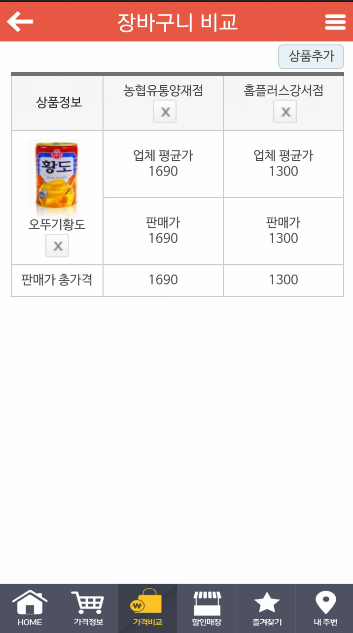 장바구니 비교
상품추가
상품정보
농협유통양재점
홈플러스강서점
x
x
황도
오뚜기황도
x
업체 평균가
1690
업체 평균가
1300
판매가
1690
판매가
1300
판매가 총가격
1690
1300
HOME
가격정보
₩
가격비교
할인매장
즐겨찾기
내 주변